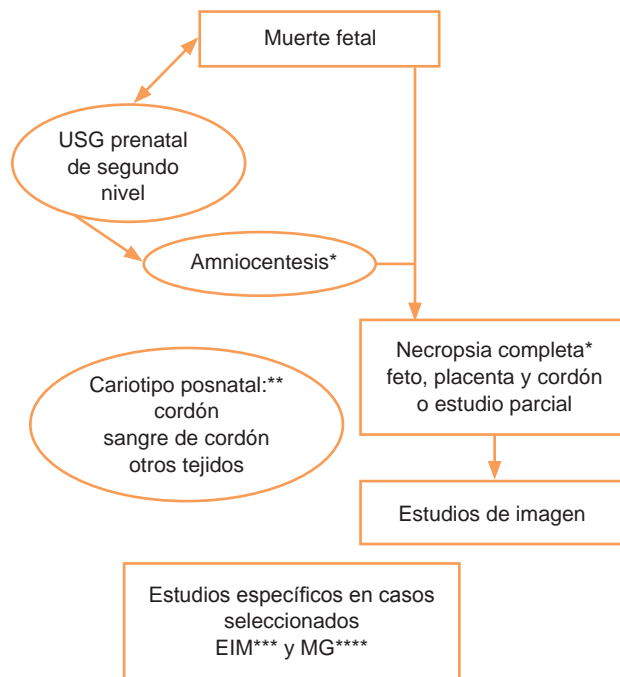 Muerte fetal
USG prenatal
de segundo
nivel
Amniocentesis*
Necropsia completa*
feto, placenta y cordón
o estudio parcial
Cariotipo posnatal:**
cordón
sangre de cordón
otros tejidos
Estudios de imagen
Estudios específicos en casos
seleccionados
EIM*** y MG****